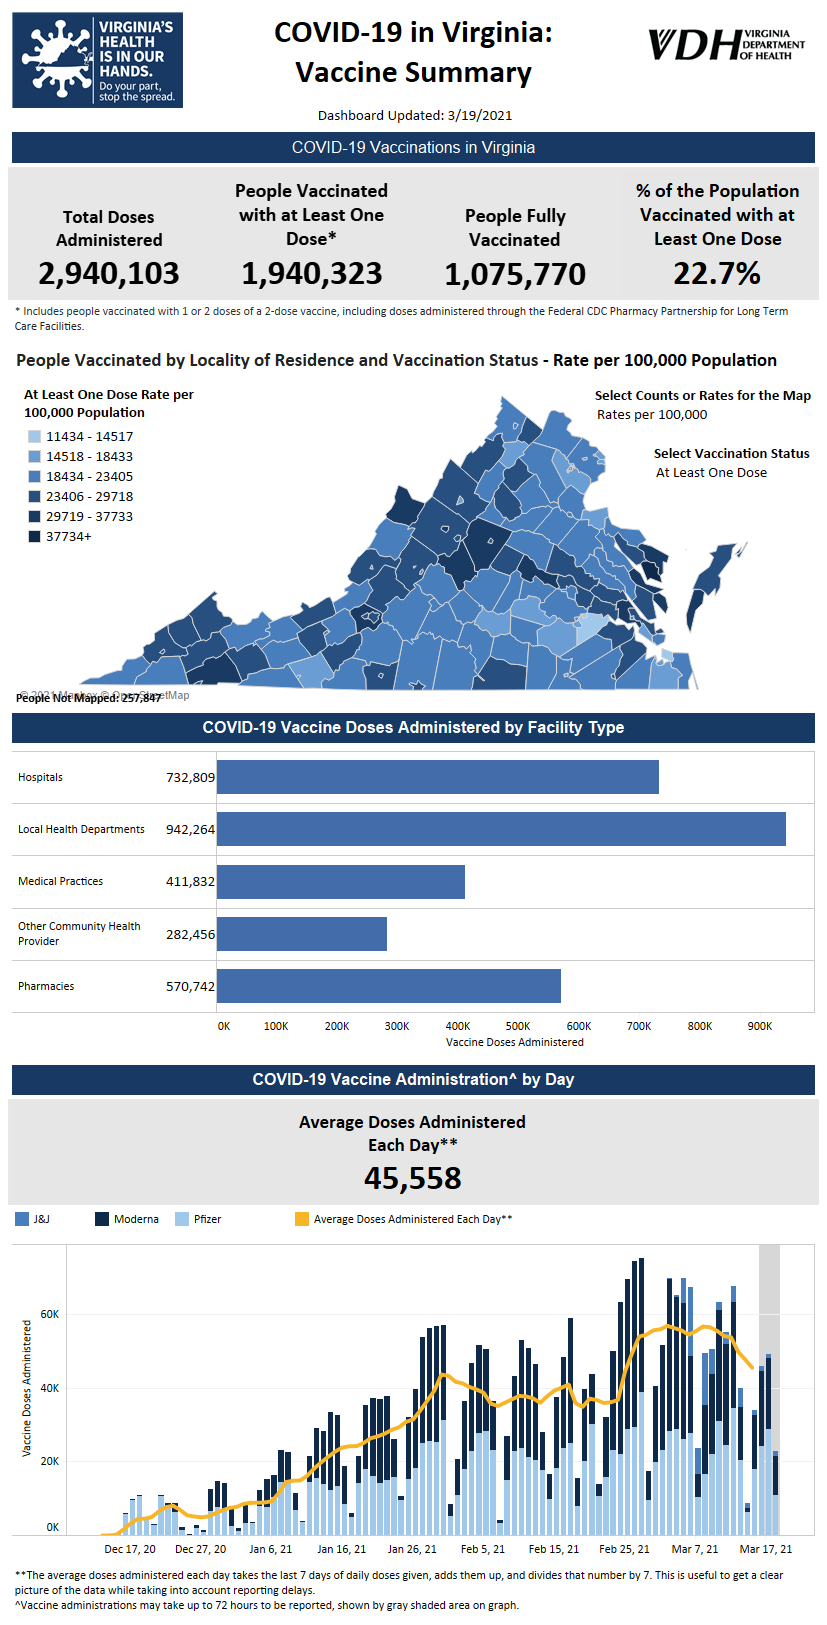 VIRGINIA'S
HEALTH
IS IN OUR
HANDS.
Do your part,
stop the spread.
COVID-19 in Virginia:
Vaccine Summary
Dashboard Updated: 3/19/2021
VDH VIRGINIA
DEPARTMENT
OF HEALTH
COVID-19 Vaccinations in Virginia
Total Doses
Administered
2,940,103
People Vaccinated
with at Least One
Dose*
1,940,323
People Fully
Vaccinated
1,075,770
% of the Population
Vaccinated with at
Least One Dose
22.7%
* Includes people vaccinated with 1 or 2 doses of a 2-dose vaccine, including doses administered through the Federal CDC Pharmacy Partnership for Long Term
Care Facilities.
People Vaccinated by Locality of Residence and Vaccination Status - Rate per 100,000 Population
At Least One Dose Rate per
100,000 Population
11434 - 14517
14518 - 18433
18434 - 23405
23406 - 29718
29719 - 37733
37734+
Select Counts or Rates for the Map
Rates per 100,000
Select Vaccination Status
At Least One Dose
© 2021 Mapbox © OpenStreetMap
People Not Mapped: 257,847
COVID-19 Vaccine Doses Administered by Facility Type
Hospitals 732,809
Local Health Departments 942,264
Medical Practices 411,832
Other Community Health
Provider 282,456
Pharmacies 570,742
0K 100K 200K 300K 400K 500K 600K 700K 800K 900K
Vaccine Doses Administered
COVID-19 Vaccine Administration^ by Day
Average Doses Administered
Each Day**
45,558
J&J Moderna Pfizer Average Doses Administered Each Day**
Vaccine Doses Administered
60K
40K
20K
0K
Dec 17, 20 Dec 27, 20 Jan 6, 21 Jan 16, 21 Jan 26, 21 Feb 5, 21 Feb 15, 21 Feb 25, 21 Mar 7, 21 Mar 17, 21
**The average doses administered each day takes the last 7 days of daily doses given, adds them up, and divides that number by 7. This is useful to get a clear
picture of the data while taking into account reporting delays.
^Vaccine administrations may take up to 72 hours to be reported, shown by gray shaded area on graph.